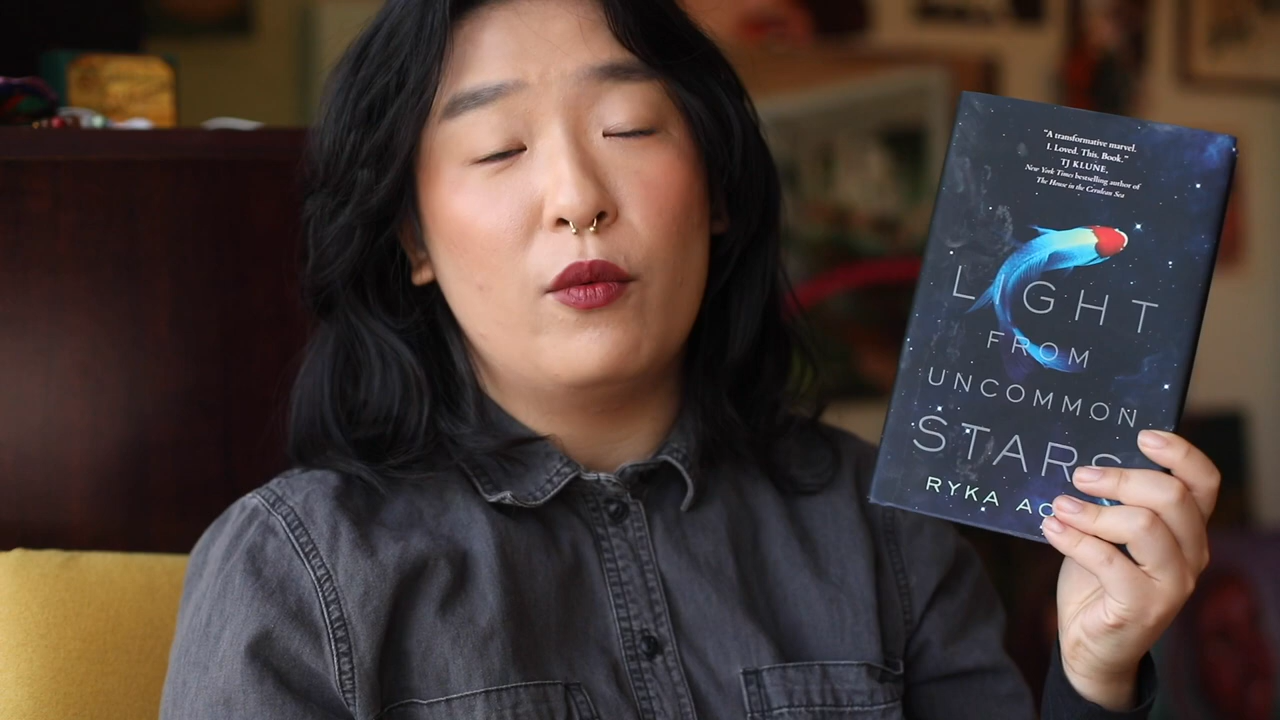 "A transformative marvel.
I. Loved. This. Book."
TJ KLUNE,
New York Times bestselling author of
The House in the Cerulean Sea
LIGHT
FROM
UNCOMMON
STARS
RYKA